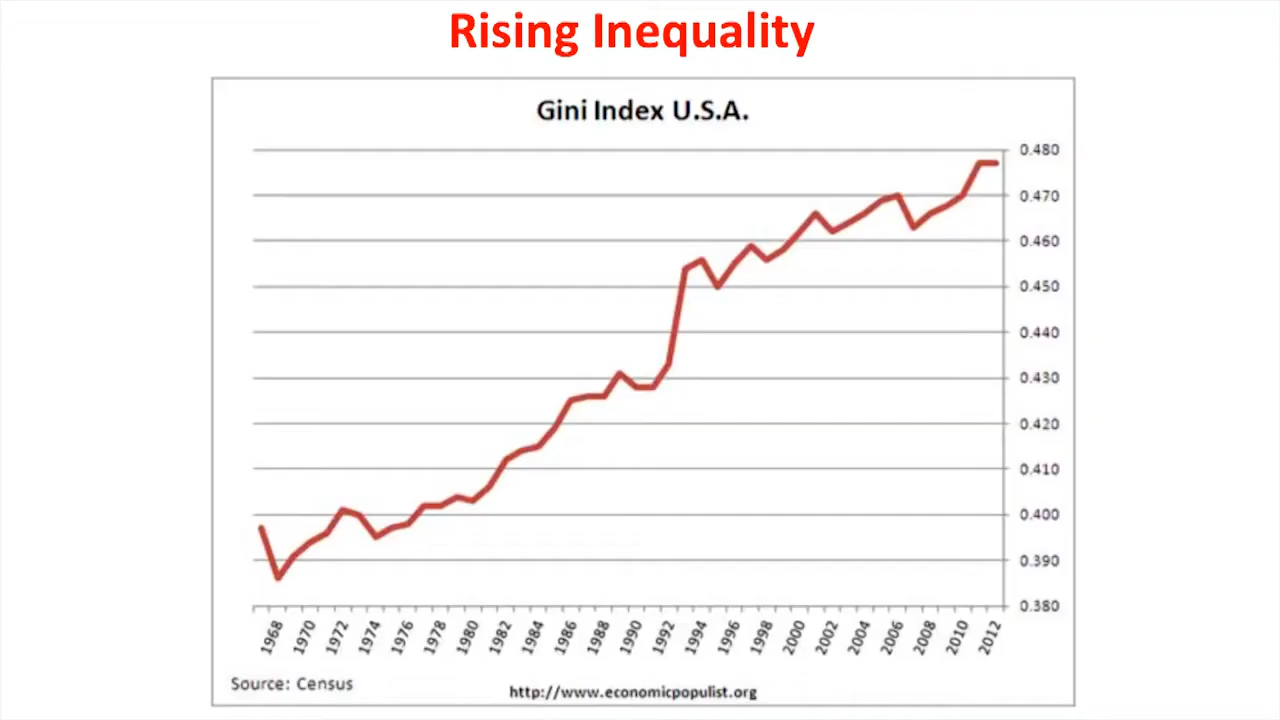 Rising Inequality
Gini Index U.S.A.
0.480
0.470
0.460
0.450
0.440
0.430
0.420
0.410
0.400
0.390
0.380
1968 1970 1972 1974 1976 1978 1980 1982 1984 1986 1988 1990 1992 1994 1996 1998 2000 2002 2004 2006 2008 2010 2012
Source: Census
http://www.economicpopulist.org